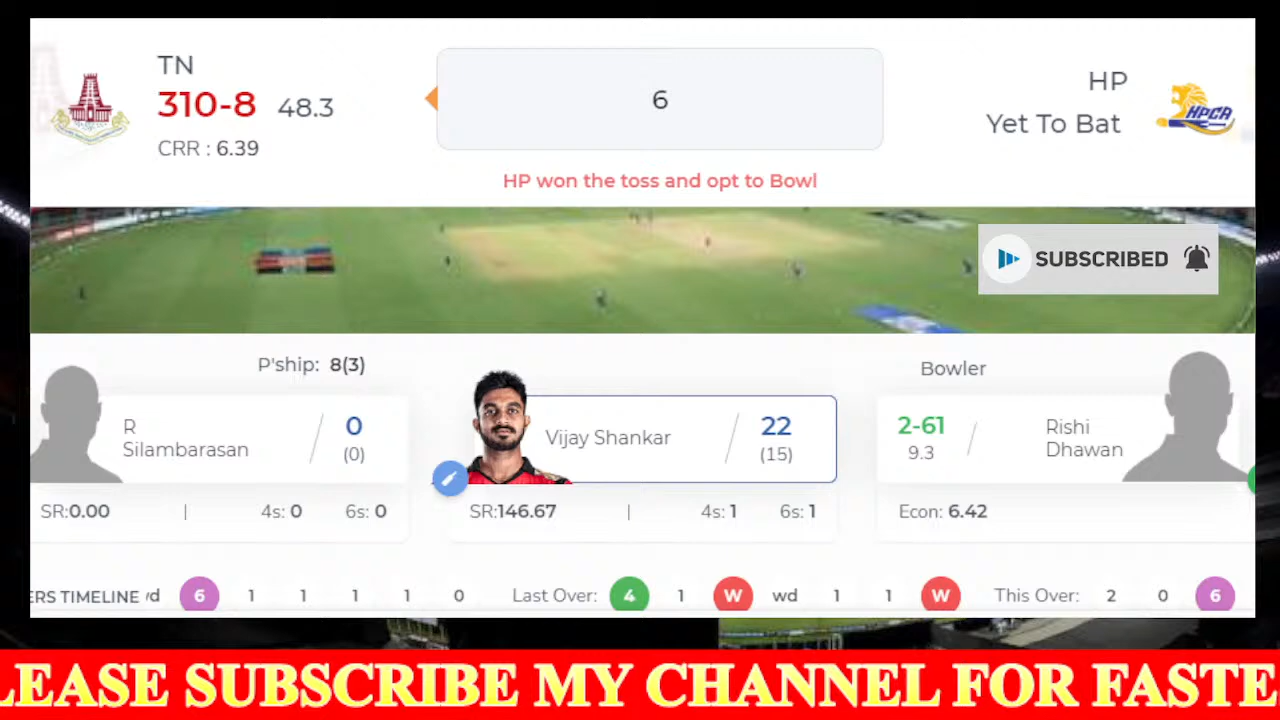 TN
310-8 48.3
CRR : 6.39
6
HP
Yet To Bat
HPCA
HP won the toss and opt to Bowl
SUBSCRIBED
P'ship: 8(3)
Bowler
R
Silambarasan
0
(0)
Vijay Shankar
22
(15)
2-61
9.3
Rishi
Dhawan
SR:0.00 | 4s: 0 6s: 0
SR:146.67 | 4s: 1 6s: 1
Econ: 6.42
ERS TIMELINE vd 6 1 1 1 1 0 Last Over: 4 1 W wd 1 1 W This Over: 2 0 6
LEASE SUBSCRIBE MY CHANNEL FOR FASTE